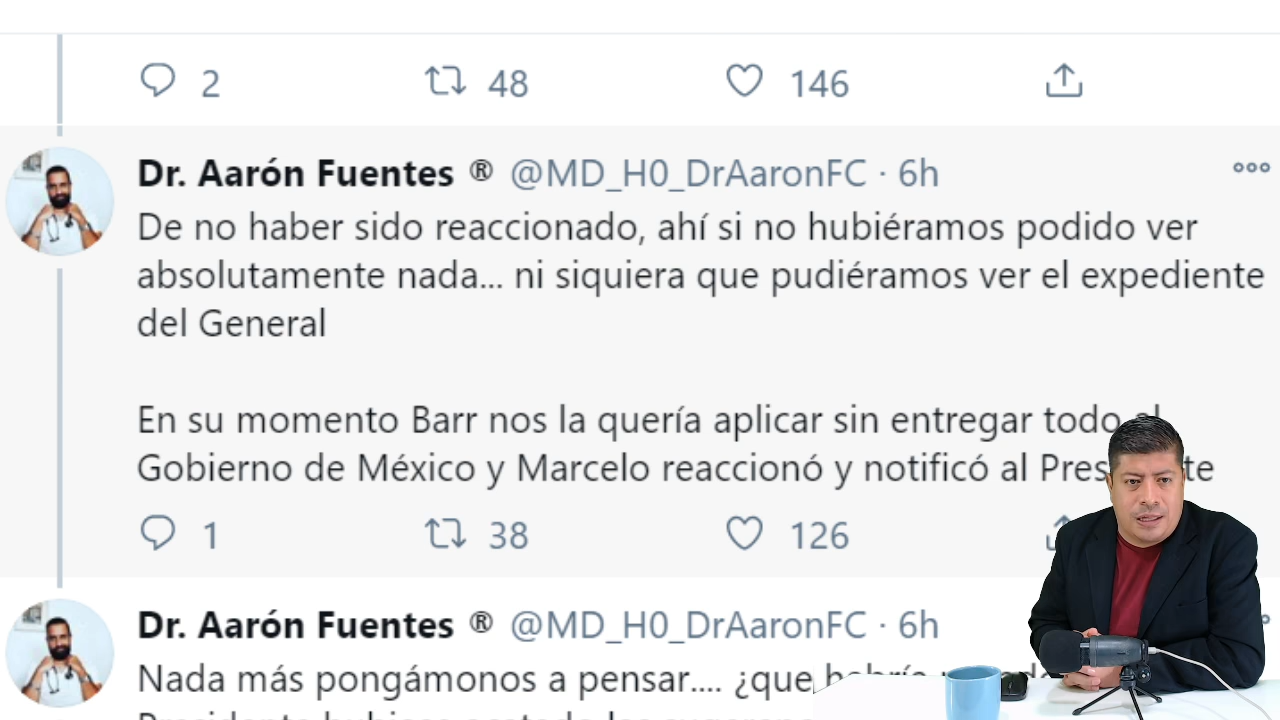 2 48 146
Dr. Aarón Fuentes ® @MD_H0_DrAaronFC · 6h
De no haber sido reaccionado, ahí si no hubiéramos podido ver
absolutamente nada... ni siquiera que pudiéramos ver el expediente
del General
En su momento Barr nos la quería aplicar sin entregar todo al
Gobierno de México y Marcelo reaccionó y notificó al
1 38 126
Dr. Aarón Fuentes ® @MD_H0_DrAaronFC · 6h
Nada más pongámonos a pensar.... ¿que